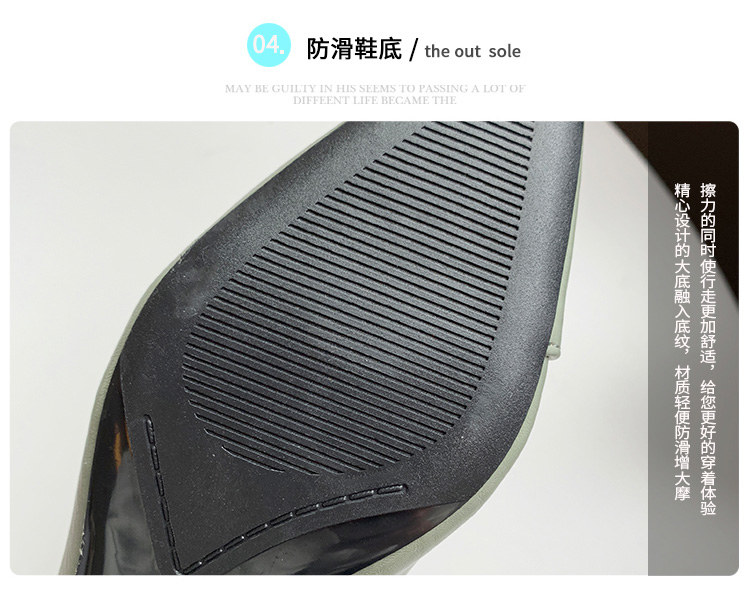 04.
防滑鞋底 / the out sole
MAY BE GUILTY IN HIS SEEMS TO PASSING A LOT OF
DIFFEENT LIFE BECAME THE
精心设计的大底融入底纹，材质轻便防滑增大摩
擦力的同时使行走更加舒适，给您更好的穿着体验